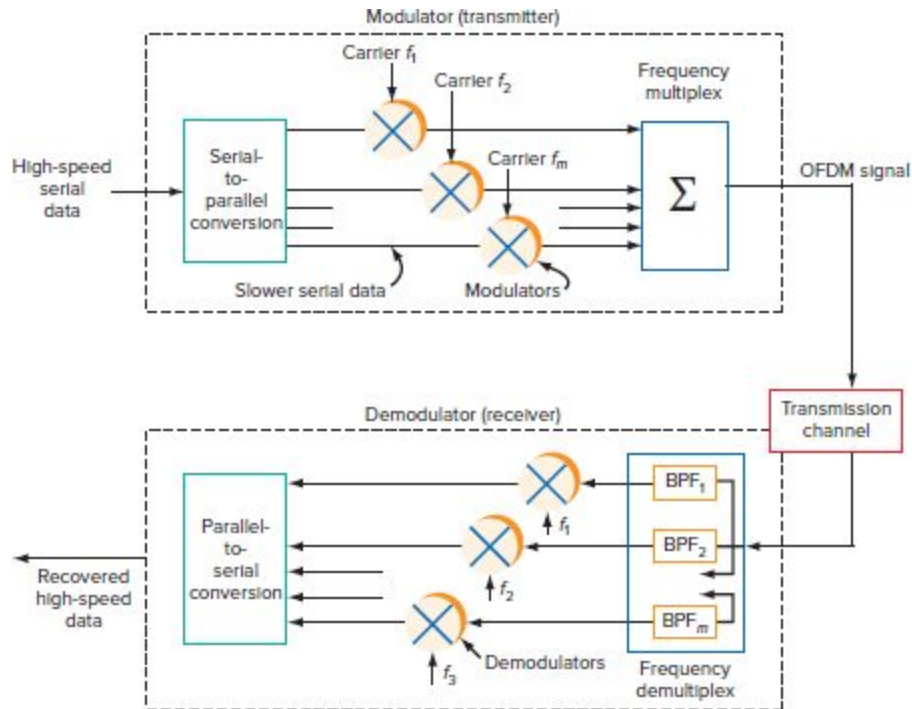 Modulator (transmitter)
Carrier f₁
Carrier f₂
Frequency
multiplex
Carrier fₘ
High-speed
serial
data
Serial-
to-
parallel
conversion
Σ
OFDM signal
Slower serial data
Modulators
Transmission
channel
Demodulator (receiver)
BPF₁
f₁
Parallel-
to-
serial
conversion
BPF₂
f₂
Recovered
high-speed
data
BPFₘ
f₃
Demodulators
Frequency
demultiplex